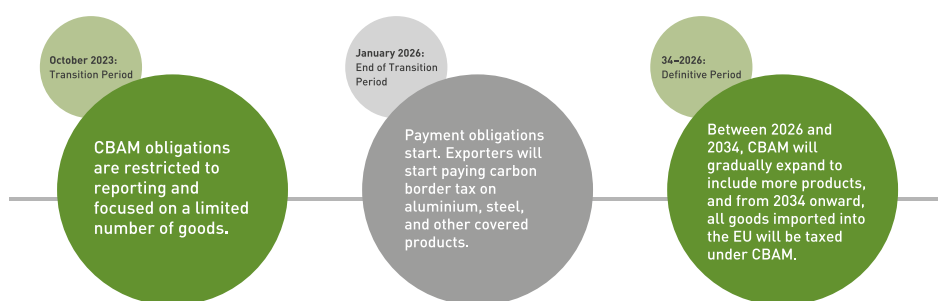 October 2023:
Transition Period
CBAM obligations
are restricted to
reporting and
focused on a limited
number of goods.
January 2026:
End of Transition
Period
Payment obligations
start. Exporters will
start paying carbon
border tax on
aluminium, steel,
and other covered
products.
34–2026:
Definitive Period
Between 2026 and
2034, CBAM will
gradually expand to
include more products,
and from 2034 onward,
all goods imported into
the EU will be taxed
under CBAM.